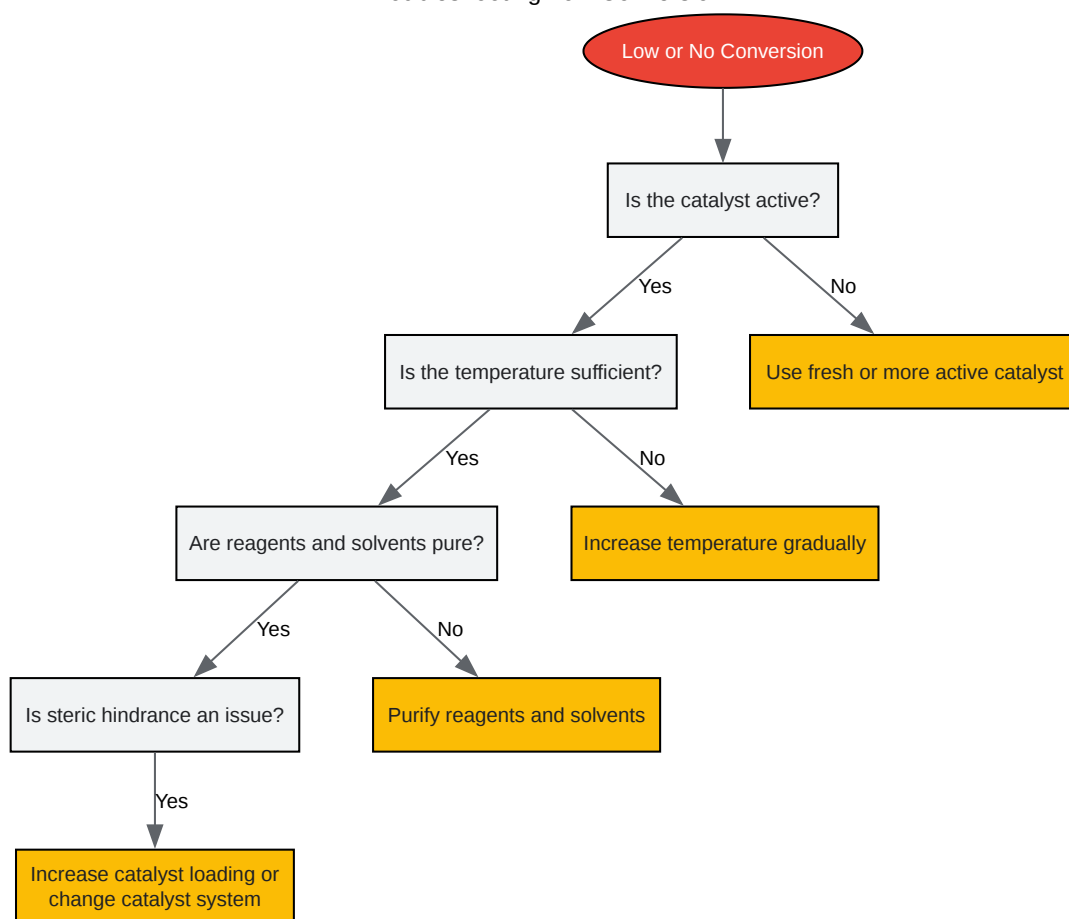 Low or No Conversion
Is the catalyst active?
Yes
No
Is the temperature sufficient?
Use fresh or more active catalyst
Yes
No
Are reagents and solvents pure?
Increase temperature gradually
Yes
No
Is steric hindrance an issue?
Purify reagents and solvents
Yes
Increase catalyst loading or
change catalyst system